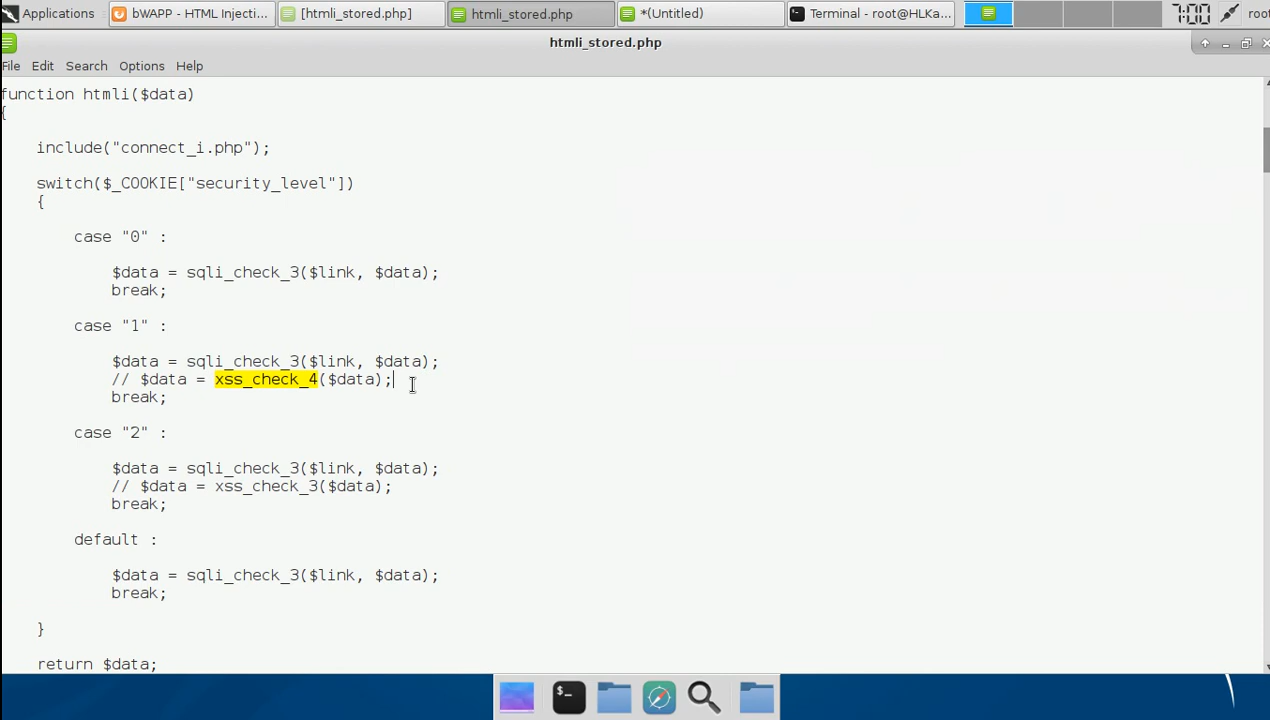 Applications
bWAPP - HTML Injecti...
[htmli_stored.php]
htmli_stored.php
*(Untitled)
Terminal - root@HLKa...
7:00
root
htmli_stored.php
File Edit Search Options Help
function htmli($data)
{
include("connect_i.php");
switch($_COOKIE["security_level"])
{
case "0" :
$data = sqli_check_3($link, $data);
break;
case "1" :
$data = sqli_check_3($link, $data);
// $data = xss_check_4($data);
break;
case "2" :
$data = sqli_check_3($link, $data);
// $data = xss_check_3($data);
break;
default :
$data = sqli_check_3($link, $data);
break;
}
return $data;